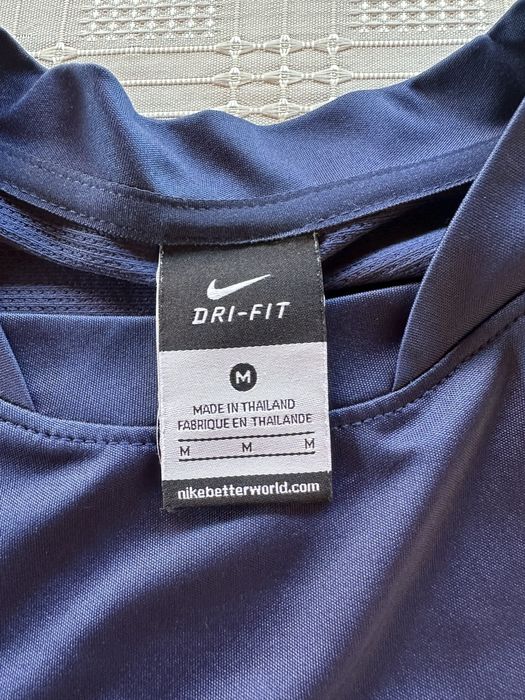 DRI-FIT
M
MADE IN THAILAND
FABRIQUE EN THAILANDE
M M M
nikebetterworld.com